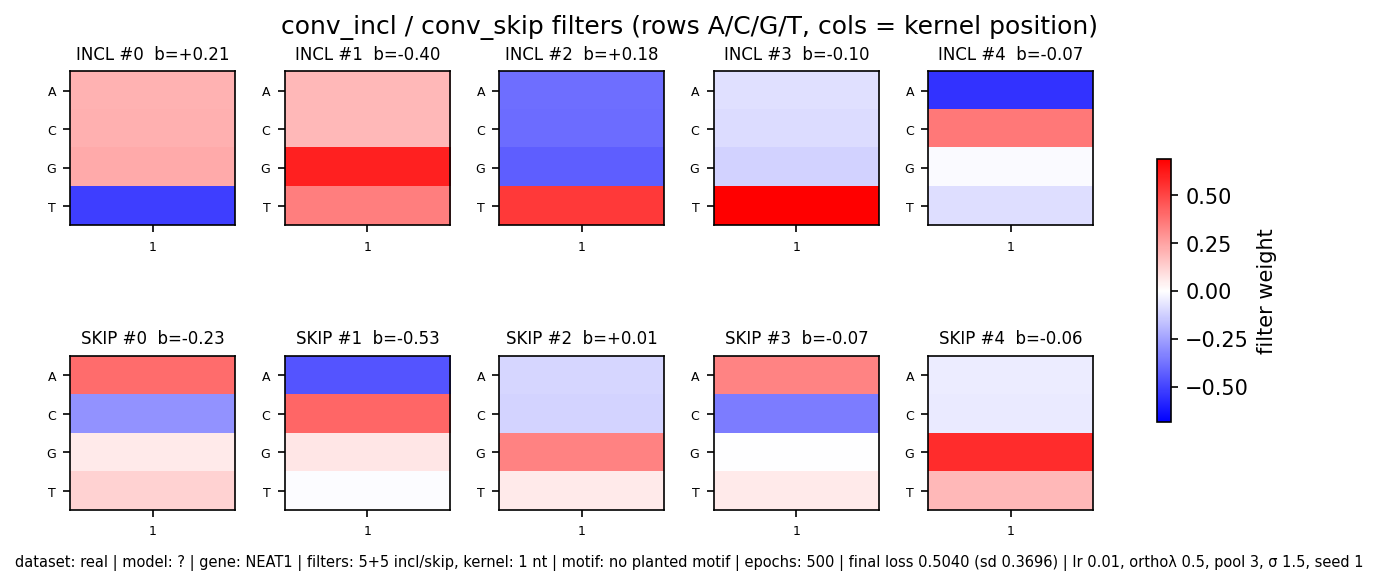 conv_incl / conv_skip filters (rows A/C/G/T, cols = kernel position)
INCL #0 b=+0.21
INCL #1 b=-0.40
INCL #2 b=+0.18
INCL #3 b=-0.10
INCL #4 b=-0.07
A
C
G
T
1
A
C
G
T
1
A
C
G
T
1
A
C
G
T
1
A
C
G
T
1
SKIP #0 b=-0.23
SKIP #1 b=-0.53
SKIP #2 b=+0.01
SKIP #3 b=-0.07
SKIP #4 b=-0.06
A
C
G
T
1
A
C
G
T
1
A
C
G
T
1
A
C
G
T
1
A
C
G
T
1
0.50
0.25
0.00
−0.25
−0.50
filter weight
dataset: real | model: ? | gene: NEAT1 | filters: 5+5 incl/skip, kernel: 1 nt | motif: no planted motif | epochs: 500 | final loss 0.5040 (sd 0.3696) | lr 0.01, orthoλ 0.5, pool 3, σ 1.5, seed 1